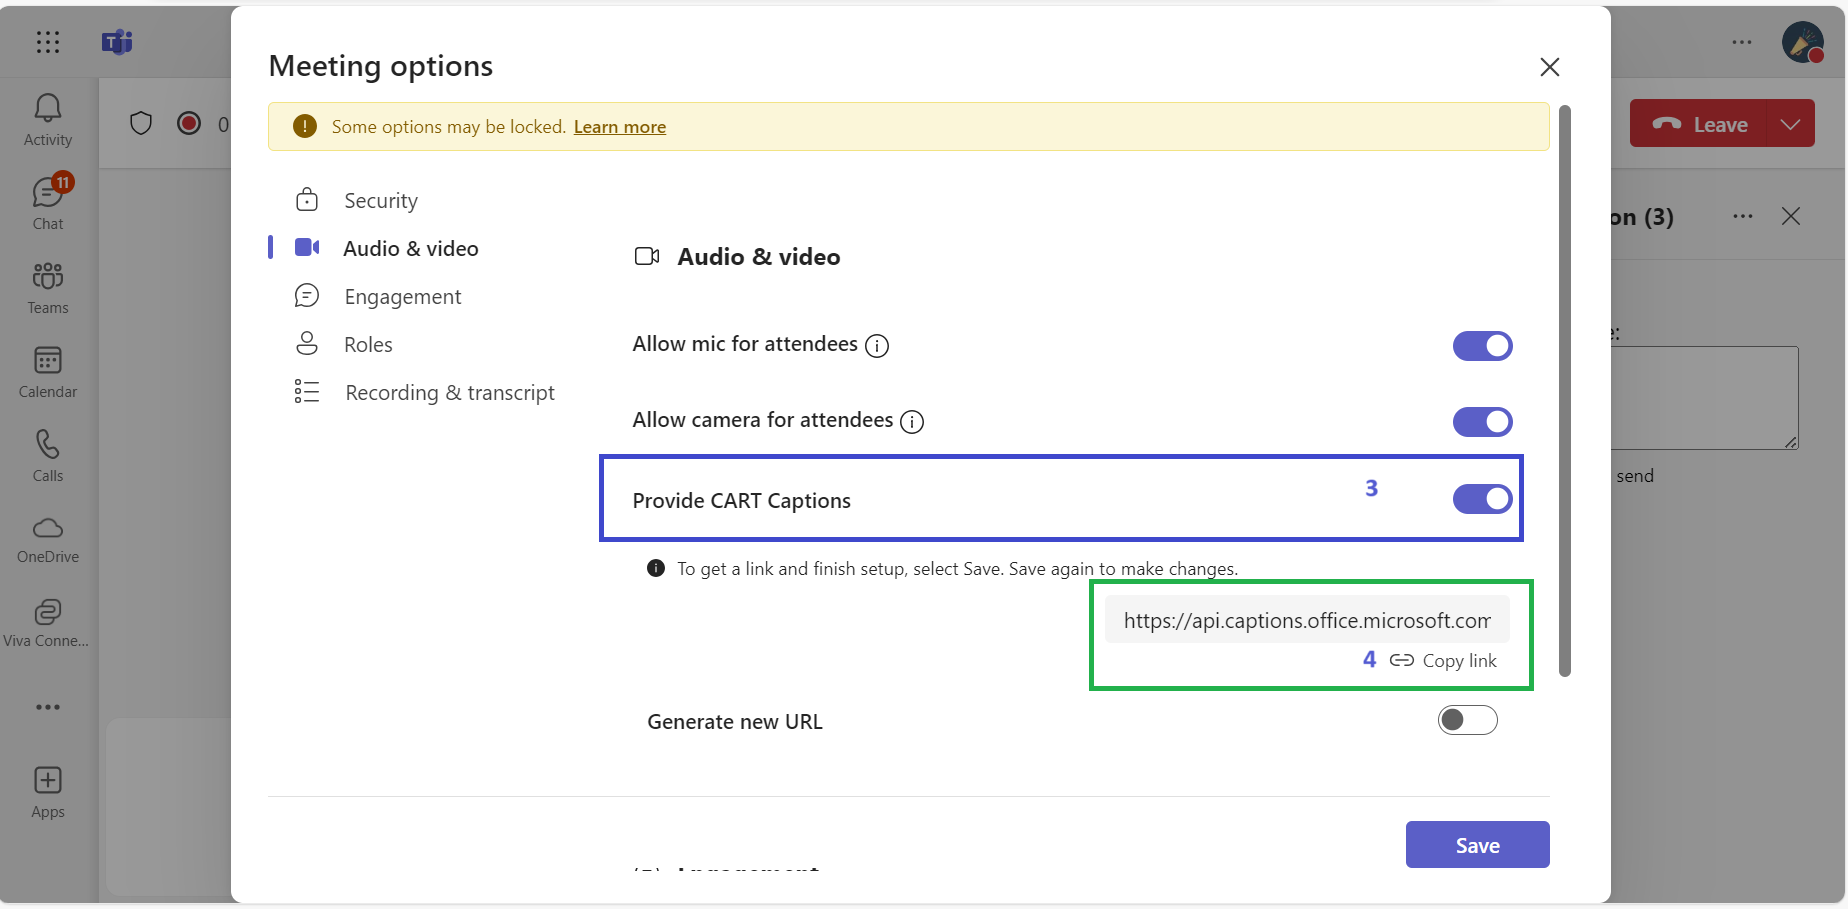 Meeting options
Some options may be locked. Learn more
Security
Audio & video
Engagement
Roles
Recording & transcript
Audio & video
Allow mic for attendees
Allow camera for attendees
Provide CART Captions 3
To get a link and finish setup, select Save. Save again to make changes.
https://api.captions.office.microsoft.com
4 Copy link
Generate new URL
Save
Activity
11
Chat
Teams
Calendar
Calls
OneDrive
Viva Conne...
Apps
T
0
Leave
on (3)
e:
send